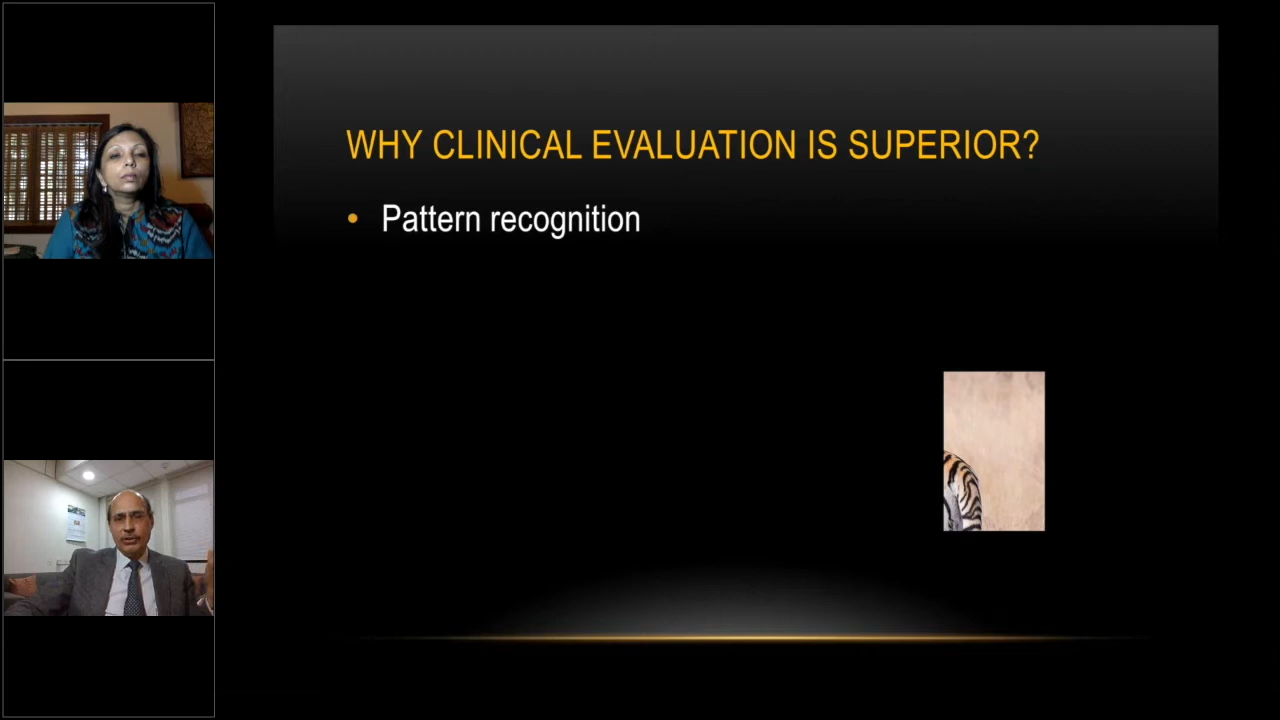 WHY CLINICAL EVALUATION IS SUPERIOR?
• Pattern recognition